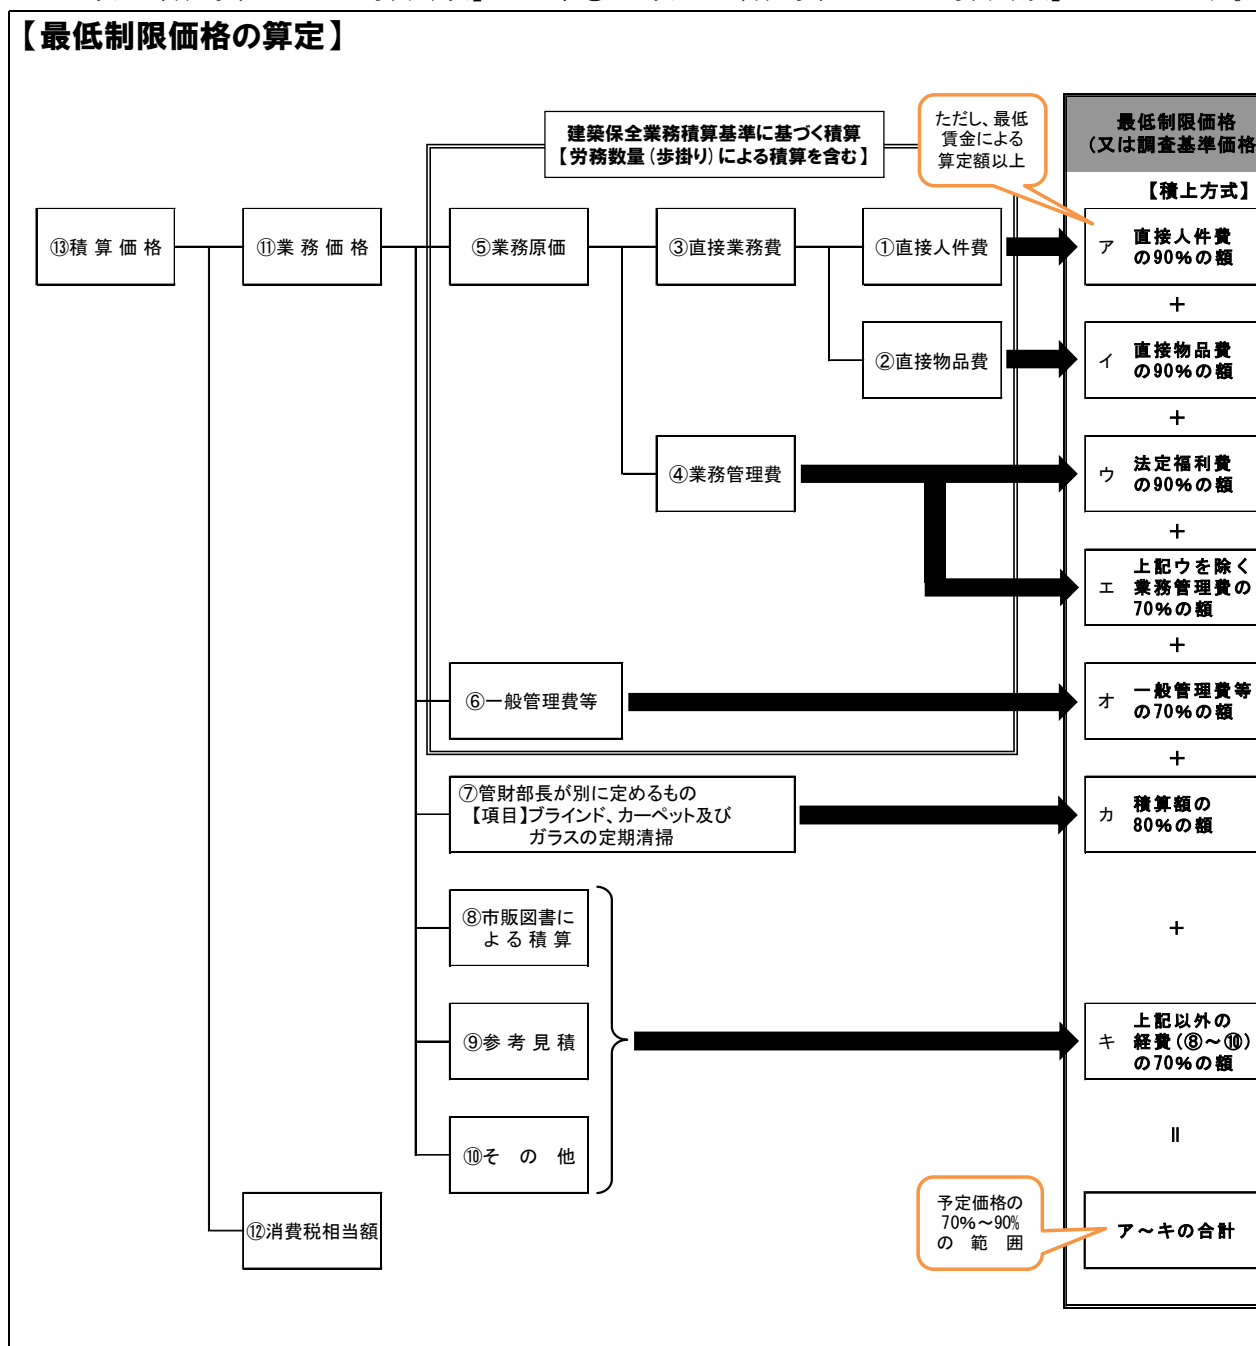 【最低制限価格の算定】
ただし、最低
賃金による
算定額以上
最低制限価格
(又は調査基準価格
建築保全業務積算基準に基づく積算
【労務数量(歩掛り)による積算を含む】
【積上方式】
⑬積算価格
⑪業務価格
⑤業務原価
③直接業務費
①直接人件費
ア 直接人件費
の90%の額
+
②直接物品費
イ 直接物品費
の90%の額
+
④業務管理費
ウ 法定福利費
の90%の額
+
エ 上記ウを除く
業務管理費の
70%の額
+
⑥一般管理費等
オ 一般管理費等
の70%の額
+
⑦管財部長が別に定めるもの
【項目】ブラインド、カーペット及び
ガラスの定期清掃
カ 積算額の
80%の額
+
⑧市販図書に
よる積算
⑨参考見積
キ 上記以外の
経費(⑧~⑩)
の70%の額
⑩その他
=
⑫消費税相当額
予定価格の
70%~90%
の範囲
ア~キの合計